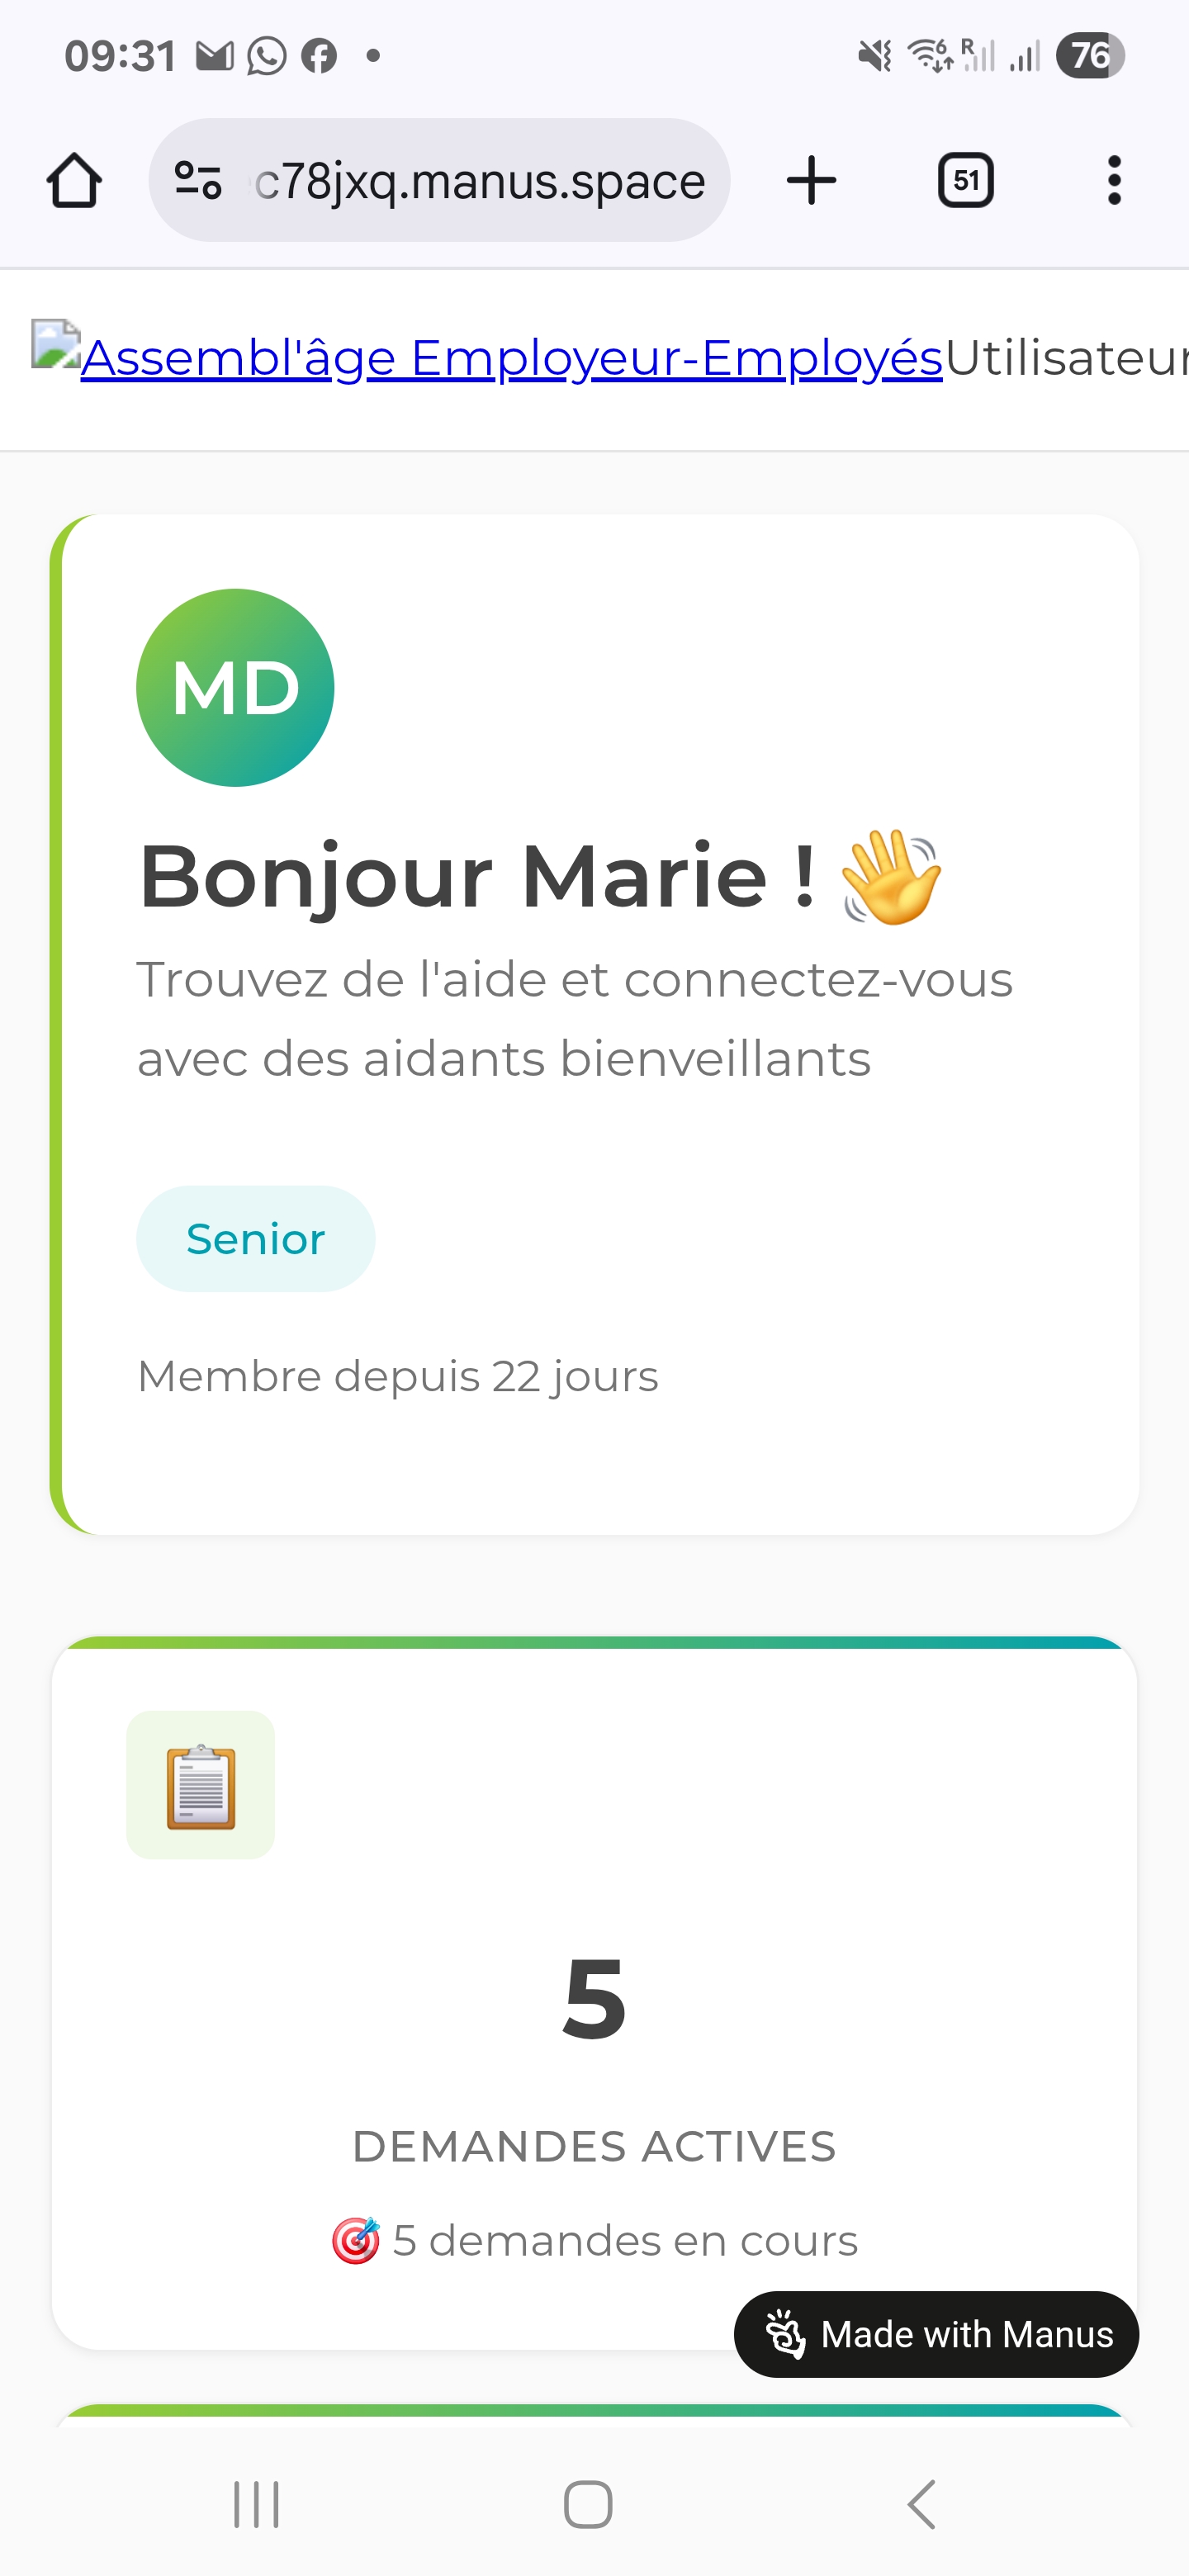 09:31
76
c78jxq.manus.space
51
Assembl'âge Employeur-EmployésUtilisateur
MD
Bonjour Marie ! 👋
Trouvez de l'aide et connectez-vous
avec des aidants bienveillants
Senior
Membre depuis 22 jours
5
DEMANDES ACTIVES
🎯 5 demandes en cours
Made with Manus